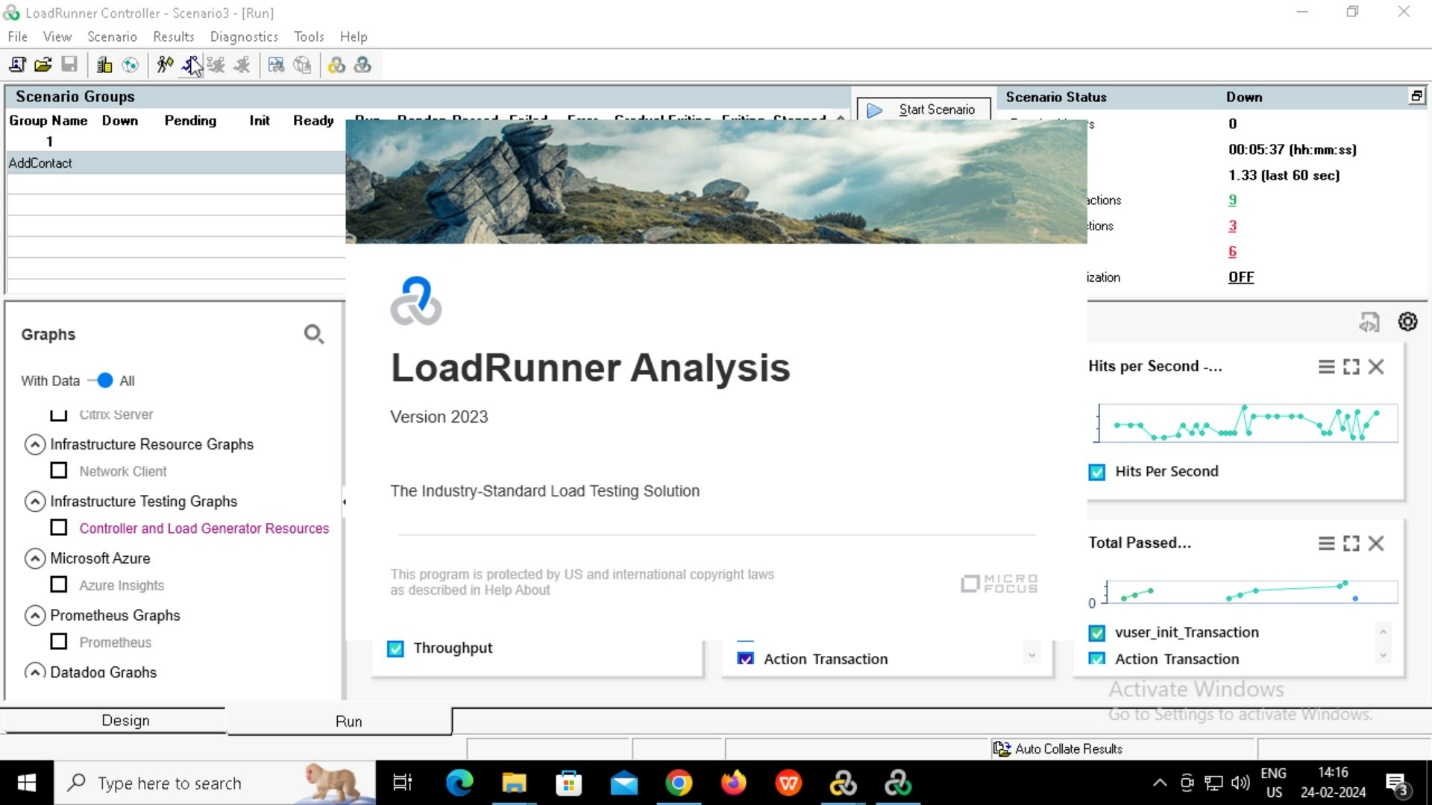 LoadRunner Controller - Scenario3 - [Run]
File View Scenario Results Diagnostics Tools Help
Scenario Groups
Start Scenario
Scenario Status Down
Group Name Down Pending Init Ready
1
AddContact
0
00:05:37 (hh:mm:ss)
1.33 (last 60 sec)
9
3
6
OFF
Graphs
With Data All
Citrix Server
Infrastructure Resource Graphs
Network Client
Infrastructure Testing Graphs
Controller and Load Generator Resources
Microsoft Azure
Azure Insights
Prometheus Graphs
Prometheus
Datadog Graphs
LoadRunner Analysis
Version 2023
The Industry-Standard Load Testing Solution
This program is protected by US and international copyright laws
as described in Help About
MICRO
FOCUS
Hits per Second -...
Hits Per Second
Total Passed...
0
vuser_init_Transaction
Action_Transaction
Throughput
Action_Transaction
Activate Windows
Go to Settings to activate Windows.
Design Run
Auto Collate Results
Type here to search
ENG
US
14:16
24-02-2024
3